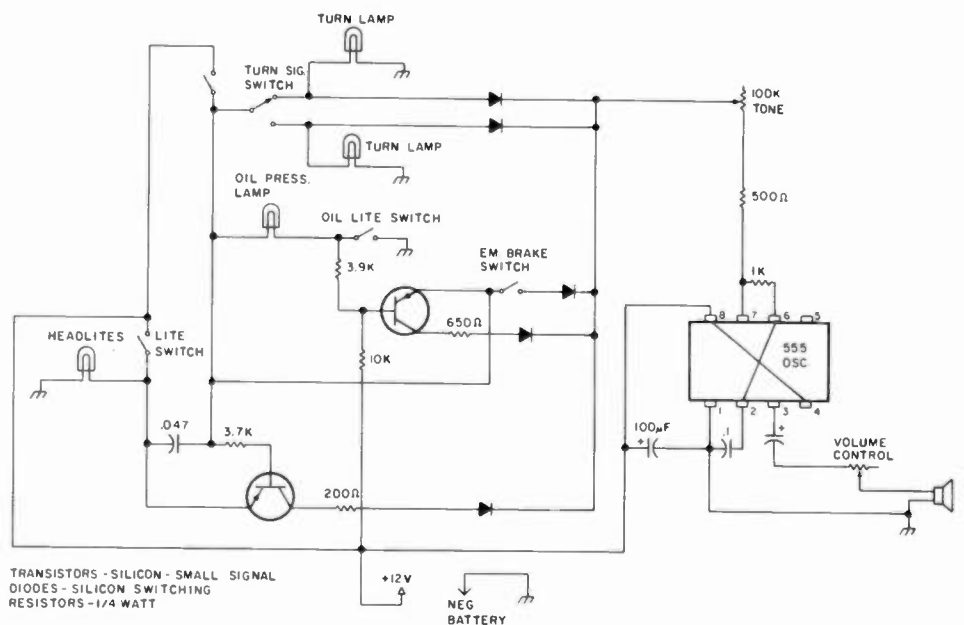 TURN LAMP
TURN SIG.
SWITCH
100K
TONE
TURN LAMP
OIL PRESS.
LAMP
OIL LITE SWITCH
500Ω
3.9K
EM BRAKE
SWITCH
1K
8 7 6 5
HEADLITES
LITE
SWITCH
650Ω
10K
555
OSC.
1 2 3 4
.047
3.7K
100µF
+
.1
+
VOLUME
CONTROL
200Ω
TRANSISTORS - SILICON - SMALL SIGNAL
DIODES - SILICON SWITCHING
RESISTORS - 1/4 WATT
+12V
NEG
BATTERY